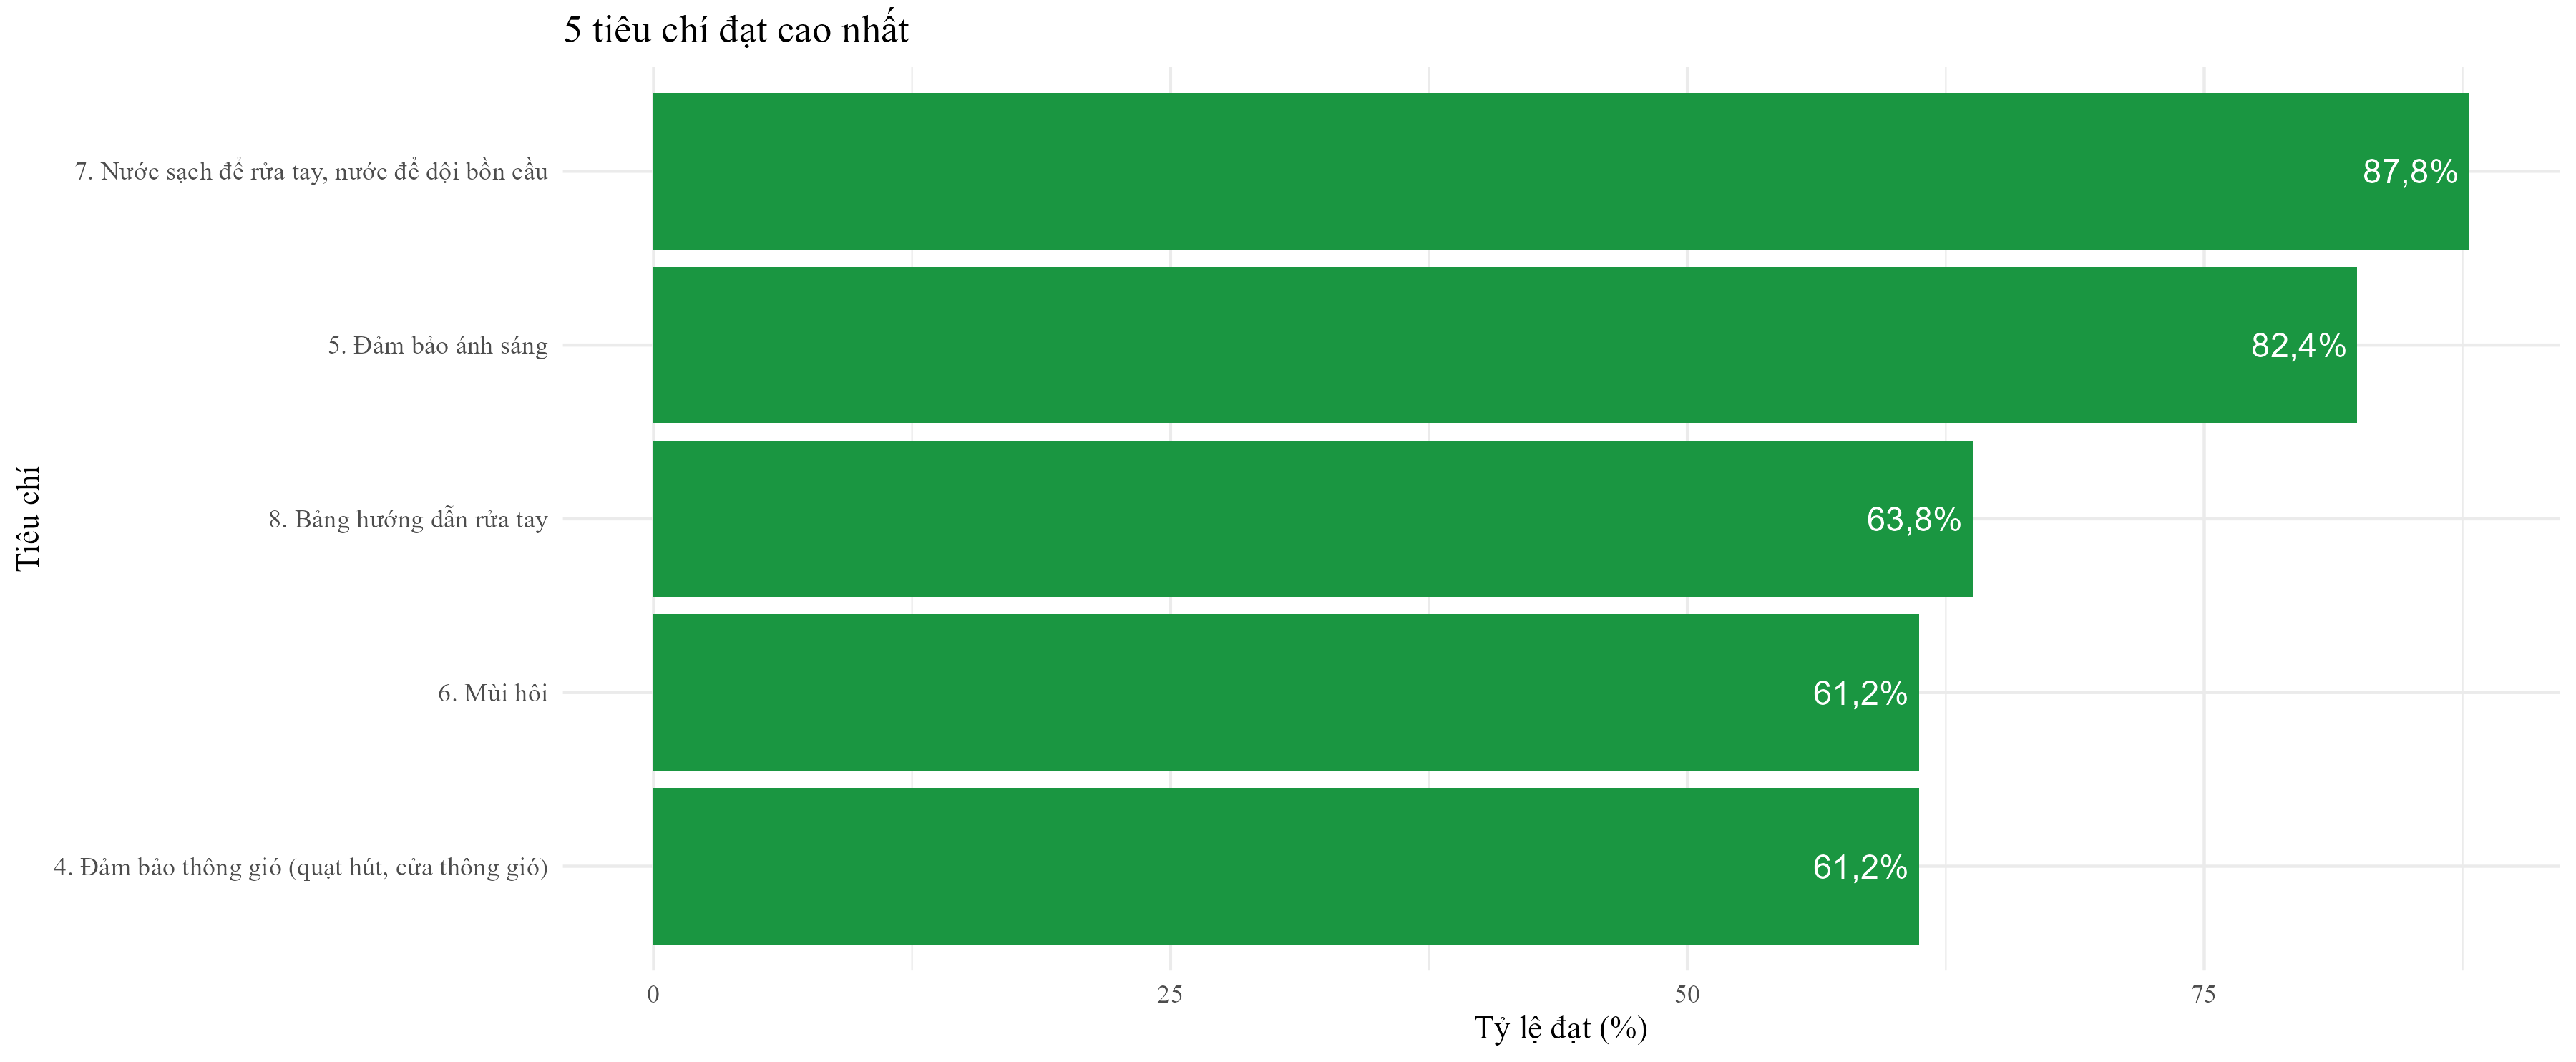 5 tiêu chí đạt cao nhất
Tiêu chí
7. Nước sạch để rửa tay, nước để dội bồn cầu
87,8%
5. Đảm bảo ánh sáng
82,4%
8. Bảng hướng dẫn rửa tay
63,8%
6. Mùi hôi
61,2%
4. Đảm bảo thông gió (quạt hút, cửa thông gió)
61,2%
0 25 50 75
Tỷ lệ đạt (%)